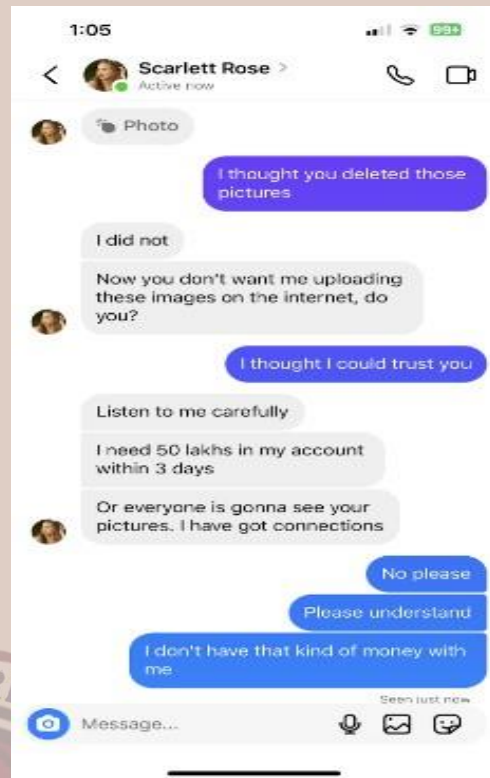 1:05
99+
Scarlett Rose >
Active now
Photo
I thought you deleted those
pictures
I did not
Now you don't want me uploading
these images on the internet, do
you?
I thought I could trust you
Listen to me carefully
I need 50 lakhs in my account
within 3 days
Or everyone is gonna see your
pictures. I have got connections
No please
Please understand
I don't have that kind of money with
me
Seen just now
Message...